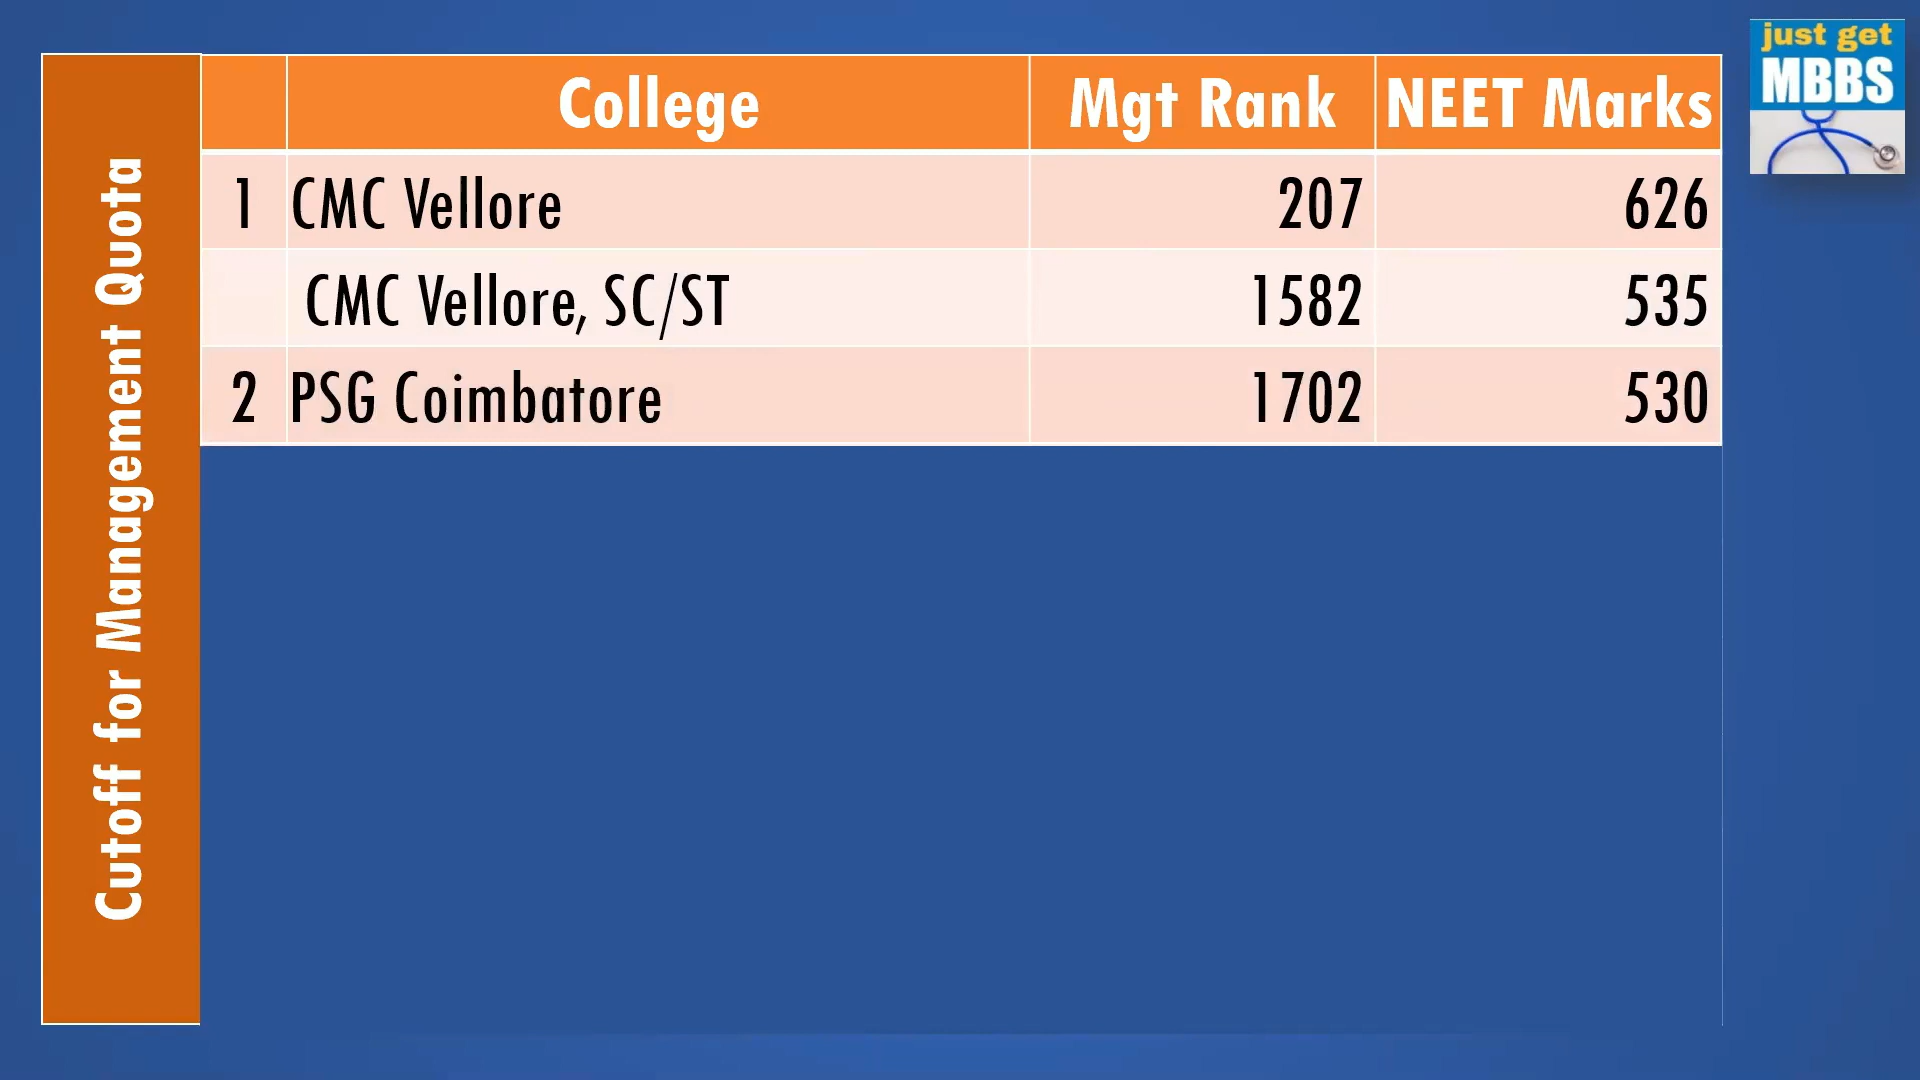 Cutoff for Management Quota
College Mgt Rank NEET Marks
1 CMC Vellore 207 626
CMC Vellore, SC/ST 1582 535
2 PSG Coimbatore 1702 530
just get
MBBS